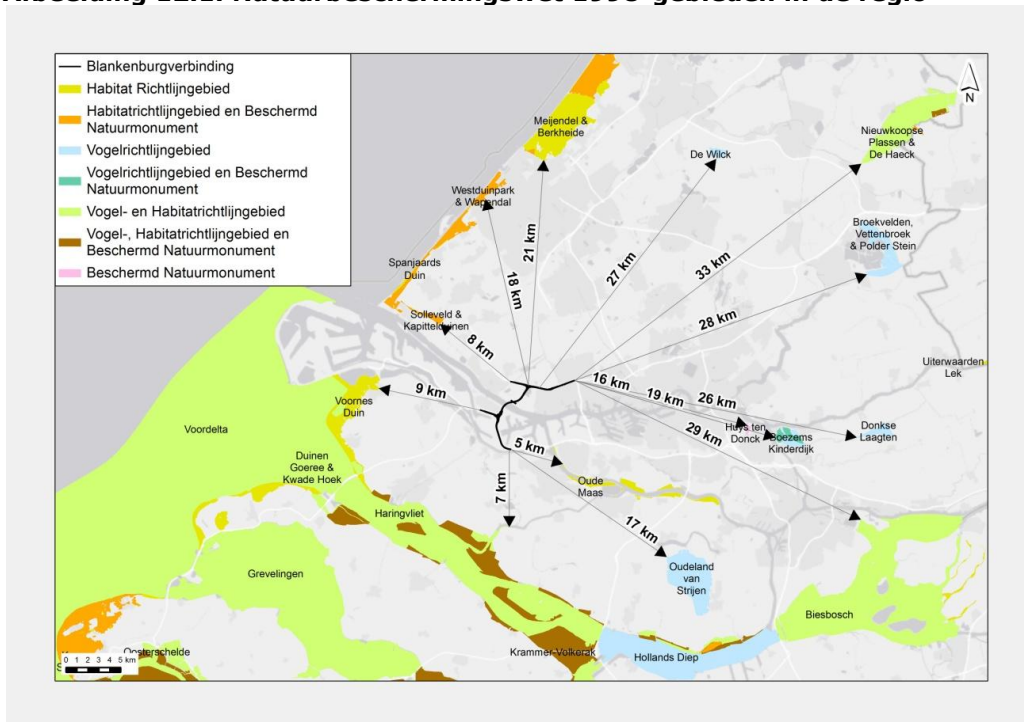 Afbeelding 11.1: Natuurbeschermingswet 1998-gebieden in de regio
Blankenburgverbinding
Habitat Richtlijngebied
Habitatrichtlijngebied en Beschermd
Natuurmonument
Vogelrichtlijngebied
Vogelrichtlijngebied en Beschermd
Natuurmonument
Vogel- en Habitatrichtlijngebied
Vogel-, Habitatrichtlijngebied en
Beschermd Natuurmonument
Beschermd Natuurmonument
N
Meijendel &
Berkheide
De Wilck
Nieuwkoopse
Plassen &
De Haeck
Westduinpark
& Wapendal
Broekvelden,
Vettenbroek
& Polder Stein
Spanjaards
Duin
Solleveld &
Kapittelduinen
18 km
21 km
27 km
33 km
28 km
8 km
9 km
16 km
19 km
26 km
29 km
5 km
7 km
17 km
Uiterwaarden
Lek
Voornes
Duin
Voordelta
Huys ten
Donck
Boezems
Kinderdijk
Donkse
Laagten
Duinen
Goeree &
Kwade Hoek
Oude
Maas
Haringvliet
Grevelingen
Oudeland
van
Strijen
Biesbosch
Oosterschelde
Krammer-Volkerak
Hollands Diep
0 1 2 3 4 5 km